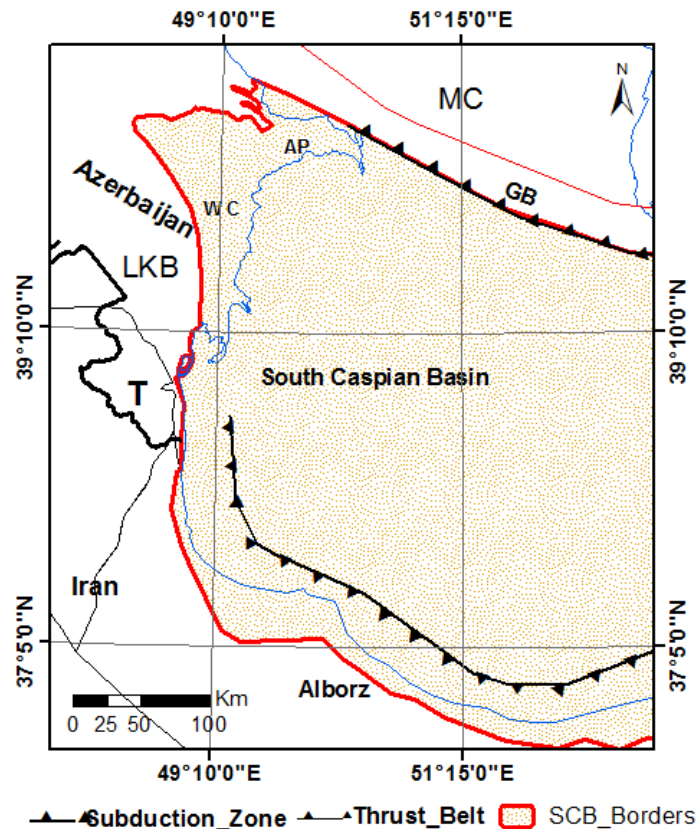 49°10'0"E 51°15'0"E
N
MC
AP
GB
Azerbaijan
W C
LKB
39°10'0"N 39°10'0"N
South Caspian Basin
T
Iran
37°5'0"N 37°5'0"N
Alborz
Km
0 25 50 100
49°10'0"E 51°15'0"E
Subduction_Zone Thrust_Belt SCB_Borders